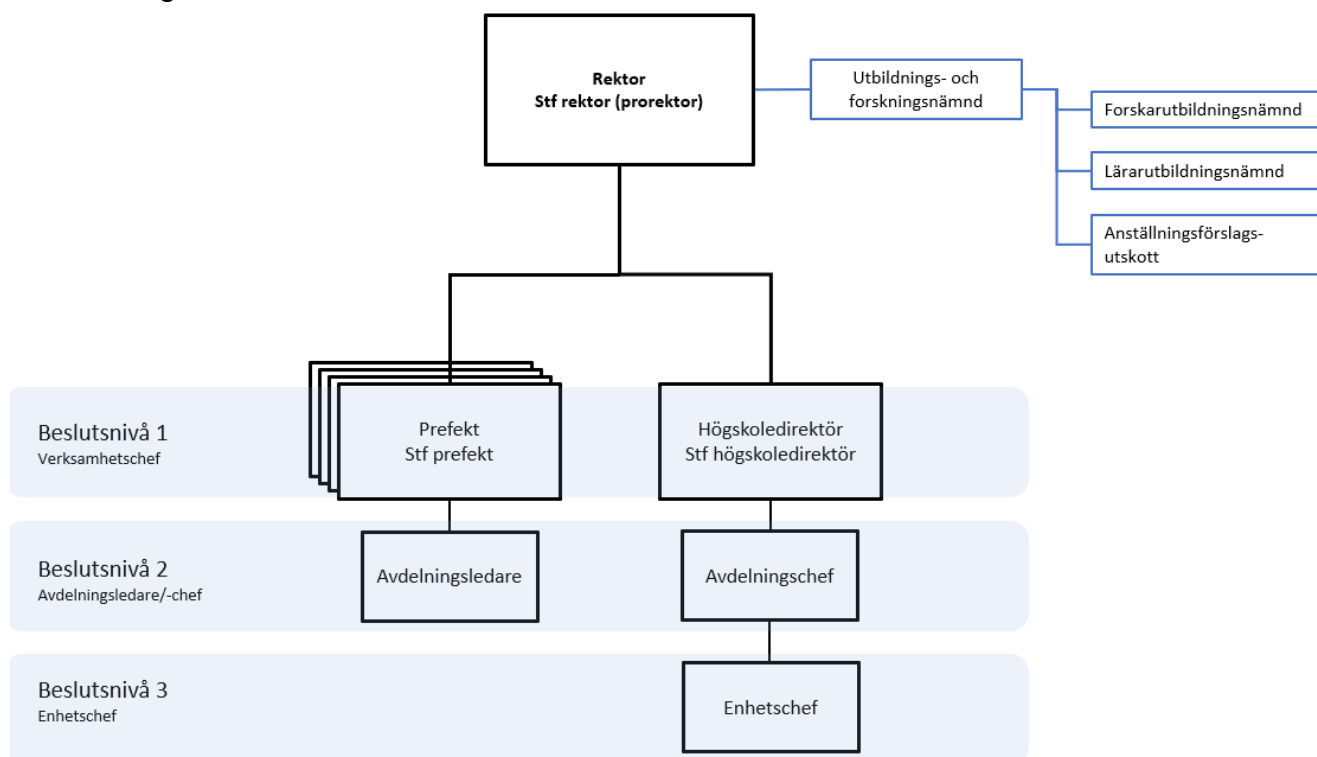 Rektor
Stf rektor (prorektor)
Utbildnings- och
forskningsnämnd
Forskarutbildningsnämnd
Lärarutbildningsnämnd
Anställningsförslags-
utskott
Beslutsnivå 1
Verksamhetschef
Prefekt
Stf prefekt
Högskoledirektör
Stf högskoledirektör
Beslutsnivå 2
Avdelningsledare/-chef
Avdelningsledare
Avdelningschef
Beslutsnivå 3
Enhetschef
Enhetschef